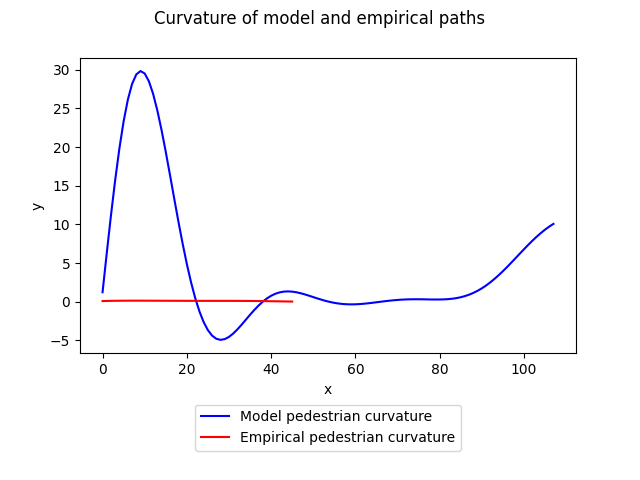 Curvature of model and empirical paths
30
25
20
15
10
5
0
−5
y
0 20 40 60 80 100
x
Model pedestrian curvature
Empirical pedestrian curvature